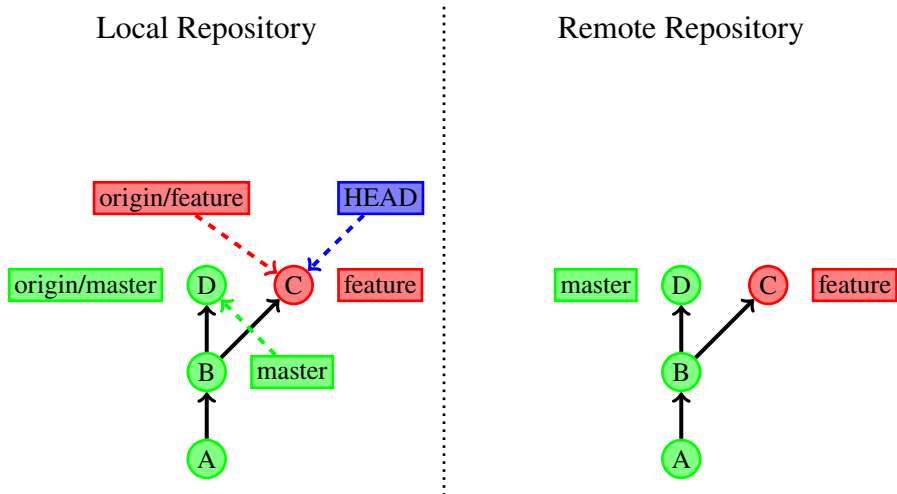 Local Repository
Remote Repository
origin/feature
HEAD
origin/master
D
C
feature
master
D
C
feature
B
master
B
A
A